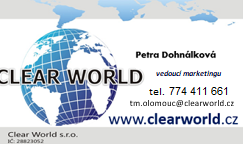 Petra Dohnálková
CLEAR WORLD
vedoucí marketingu
tel. 774 411 661
tm.olomouc@clearworld.cz
www.clearworld.cz
Clear World s.r.o.
IČ: 28823052